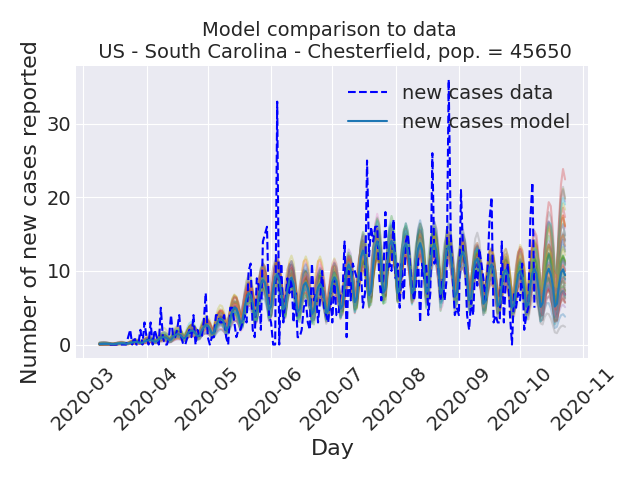 Model comparison to data
US - South Carolina - Chesterfield, pop. = 45650
Number of new cases reported
30
20
10
0
new cases data
new cases model
2020-03
2020-04
2020-05
2020-06
2020-07
2020-08
2020-09
2020-10
2020-11
Day